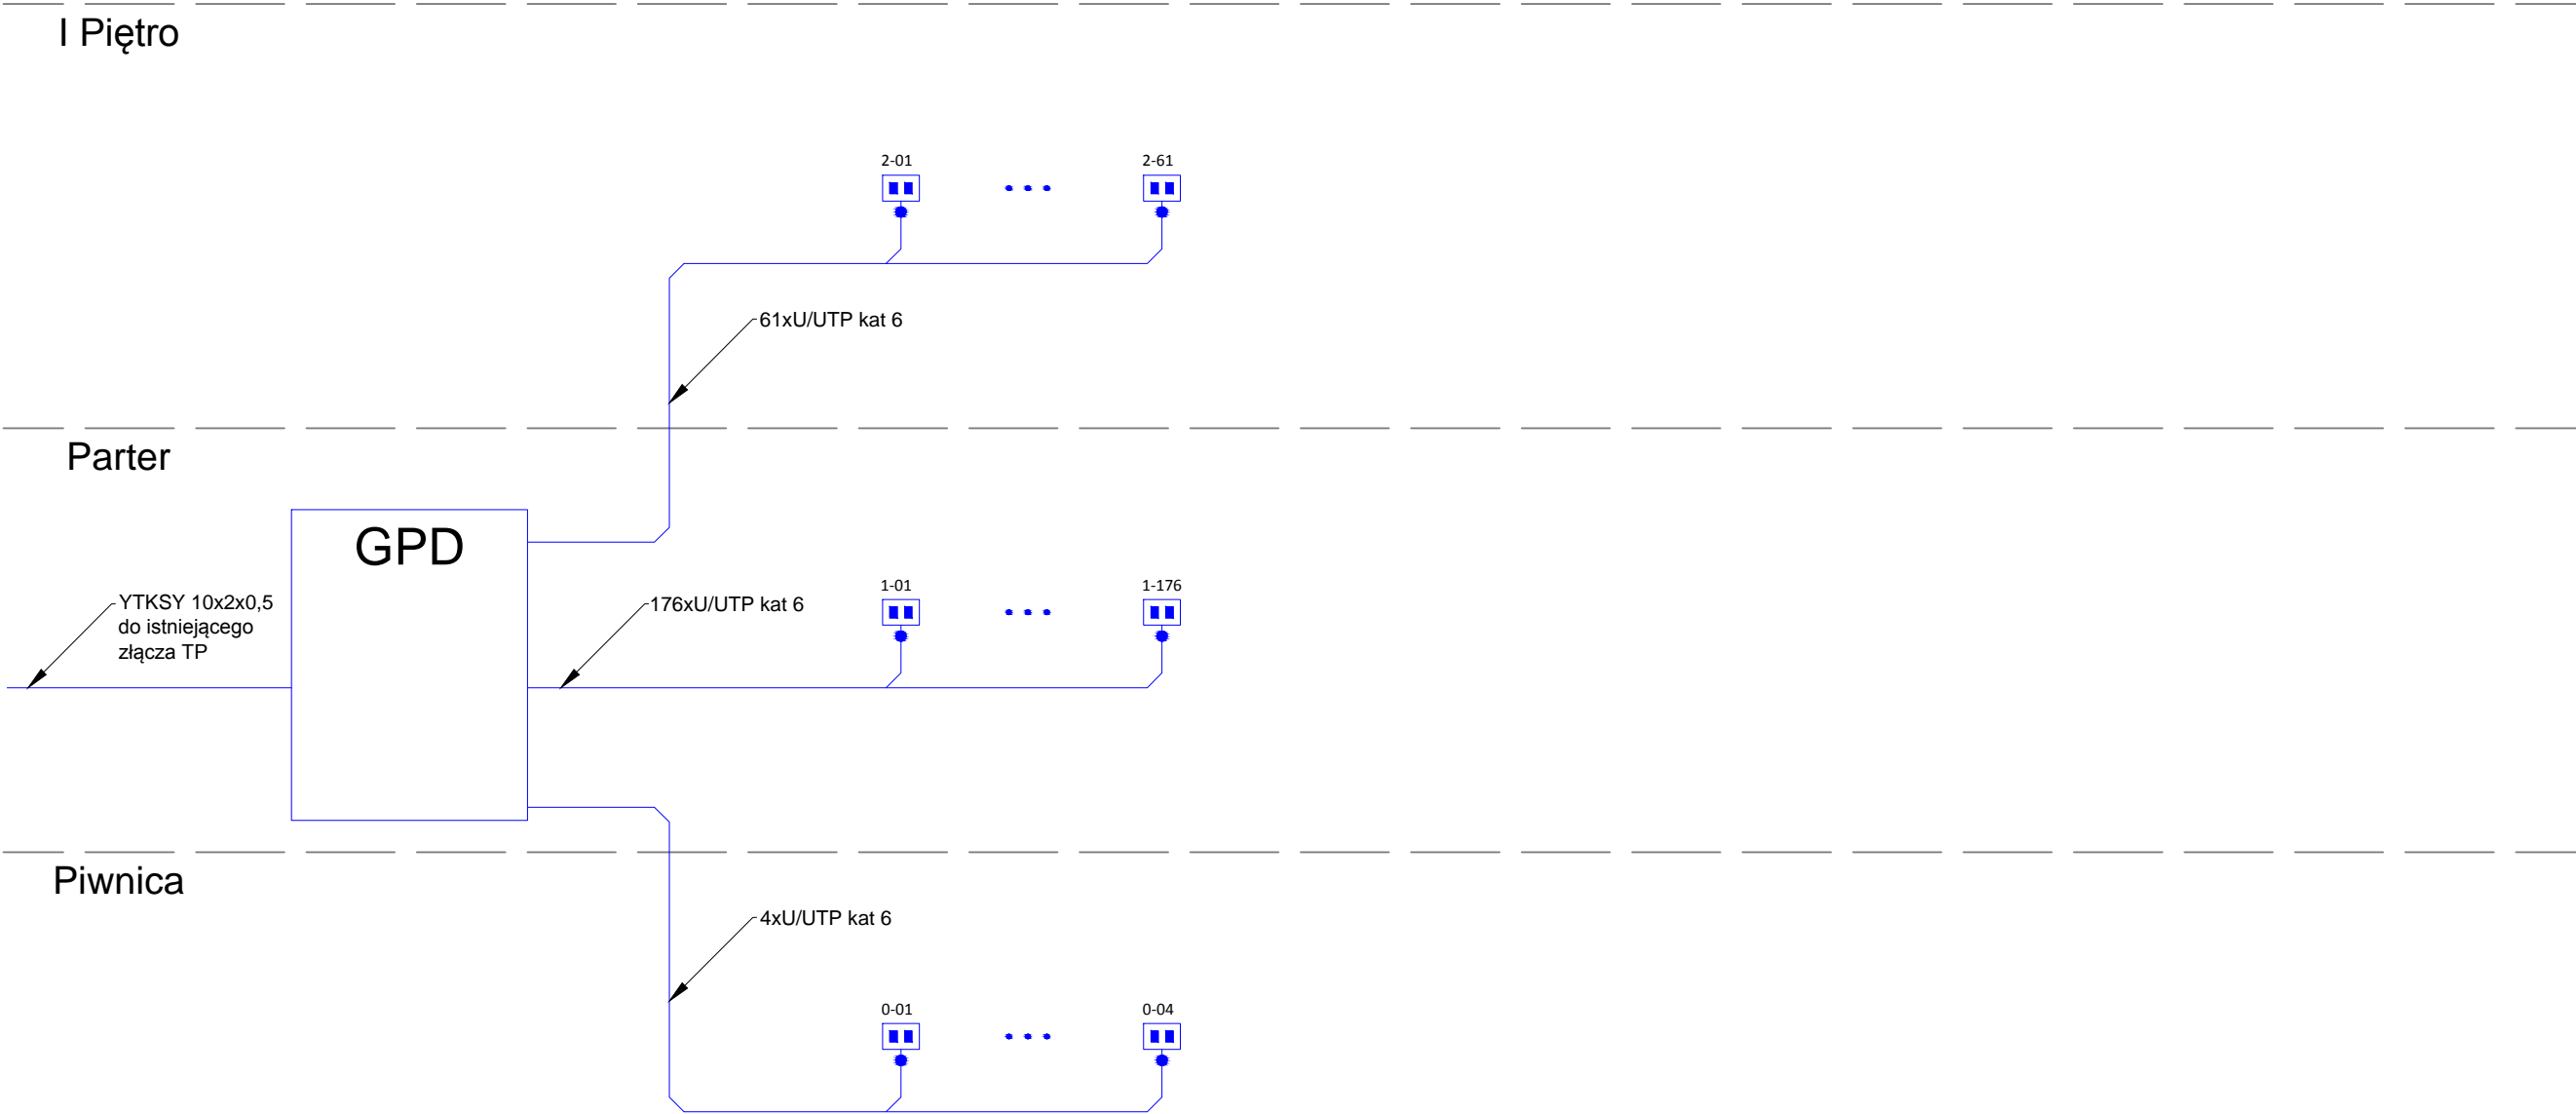 I Piętro
2-01
2-61
61xU/UTP kat 6
Parter
GPD
YTKSY 10x2x0,5
do istniejącego
złącza TP
176xU/UTP kat 6
1-01
1-176
Piwnica
4xU/UTP kat 6
0-01
0-04